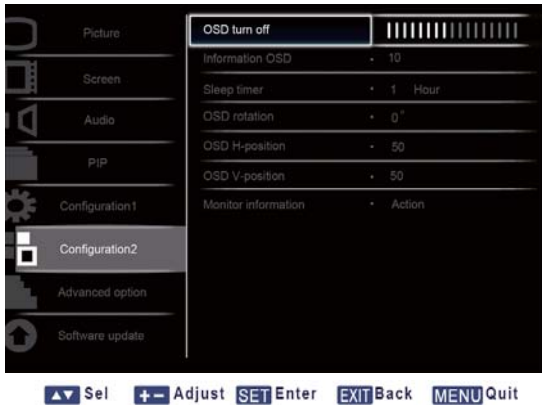 Picture
Screen
Audio
PIP
Configuration1
Configuration2
Advanced option
Software update
OSD turn off
Information OSD • 10
Sleep timer • 1 Hour
OSD rotation • 0°
OSD H-position • 50
OSD V-position • 50
Monitor information • Action
▲▼ Sel + − Adjust SET Enter EXIT Back MENU Quit